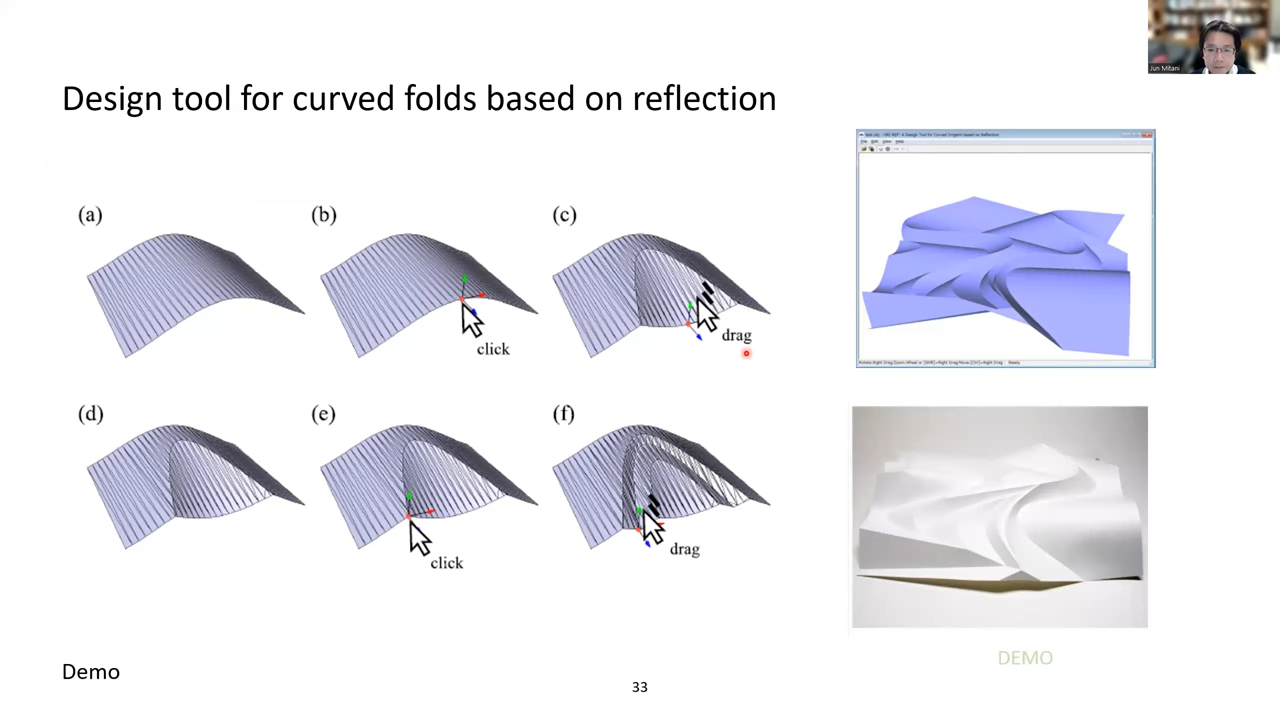 Jun Mitani
Design tool for curved folds based on reflection
(a)
(b)
(c)
click
drag
(d)
(e)
(f)
click
drag
DEMO
Demo
33